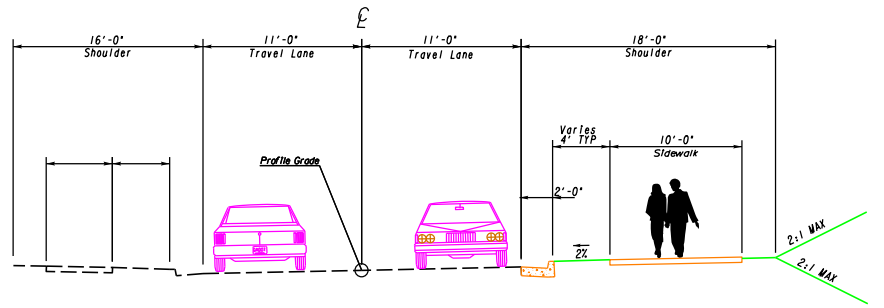 ℄
16'-0"
Shoulder
11'-0"
Travel Lane
11'-0"
Travel Lane
18'-0"
Shoulder
Varies
4' TYP
10'-0"
Sidewalk
Profile Grade
2'-0"
2%
2:1 MAX
2:1 MAX